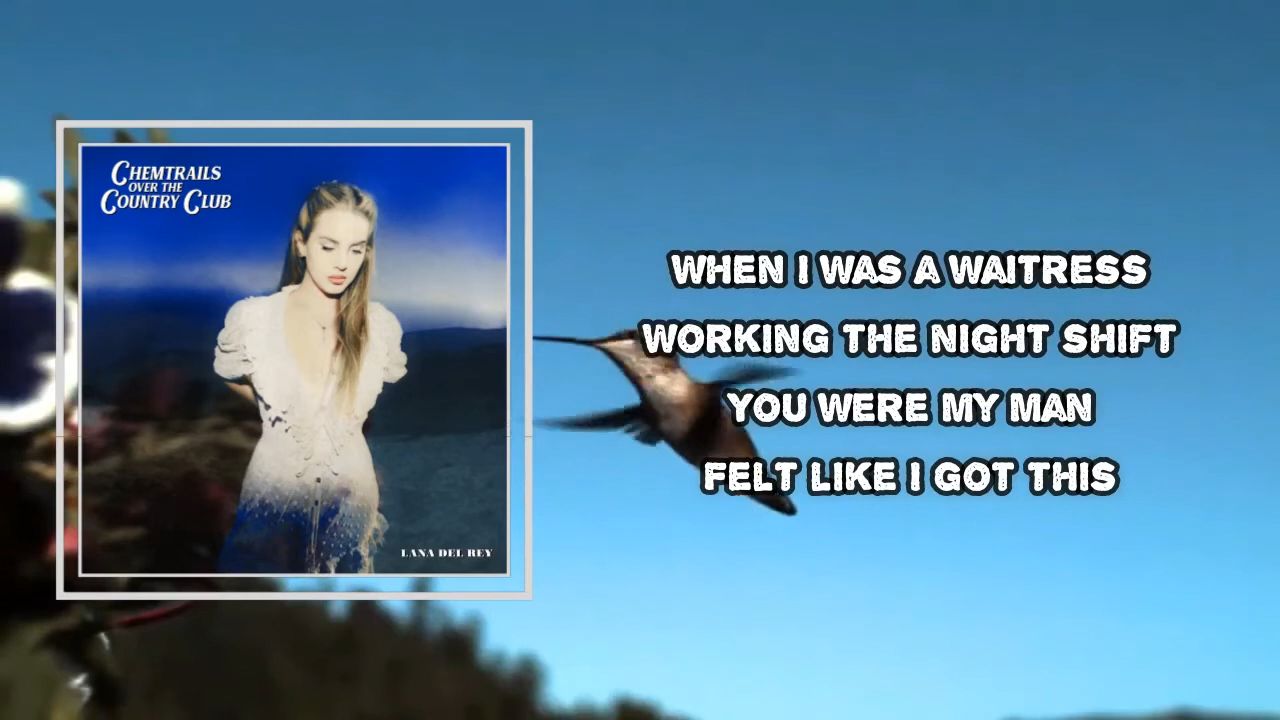 CHEMTRAILS
OVER THE
COUNTRY CLUB
LANA DEL REY
WHEN I WAS A WAITRESS
WORKING THE NIGHT SHIFT
YOU WERE MY MAN
FELT LIKE I GOT THIS